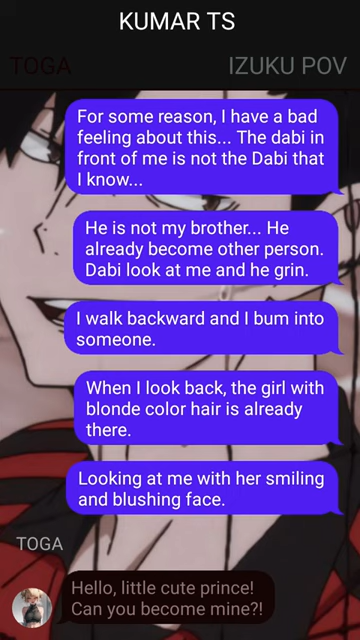 KUMAR TS
TOGA
IZUKU POV
For some reason, I have a bad
feeling about this... The dabi in
front of me is not the Dabi that
I know...
He is not my brother... He
already become other person.
Dabi look at me and he grin.
I walk backward and I bum into
someone.
When I look back, the girl with
blonde color hair is already
there.
Looking at me with her smiling
and blushing face.
TOGA
Hello, little cute prince!
Can you become mine?!